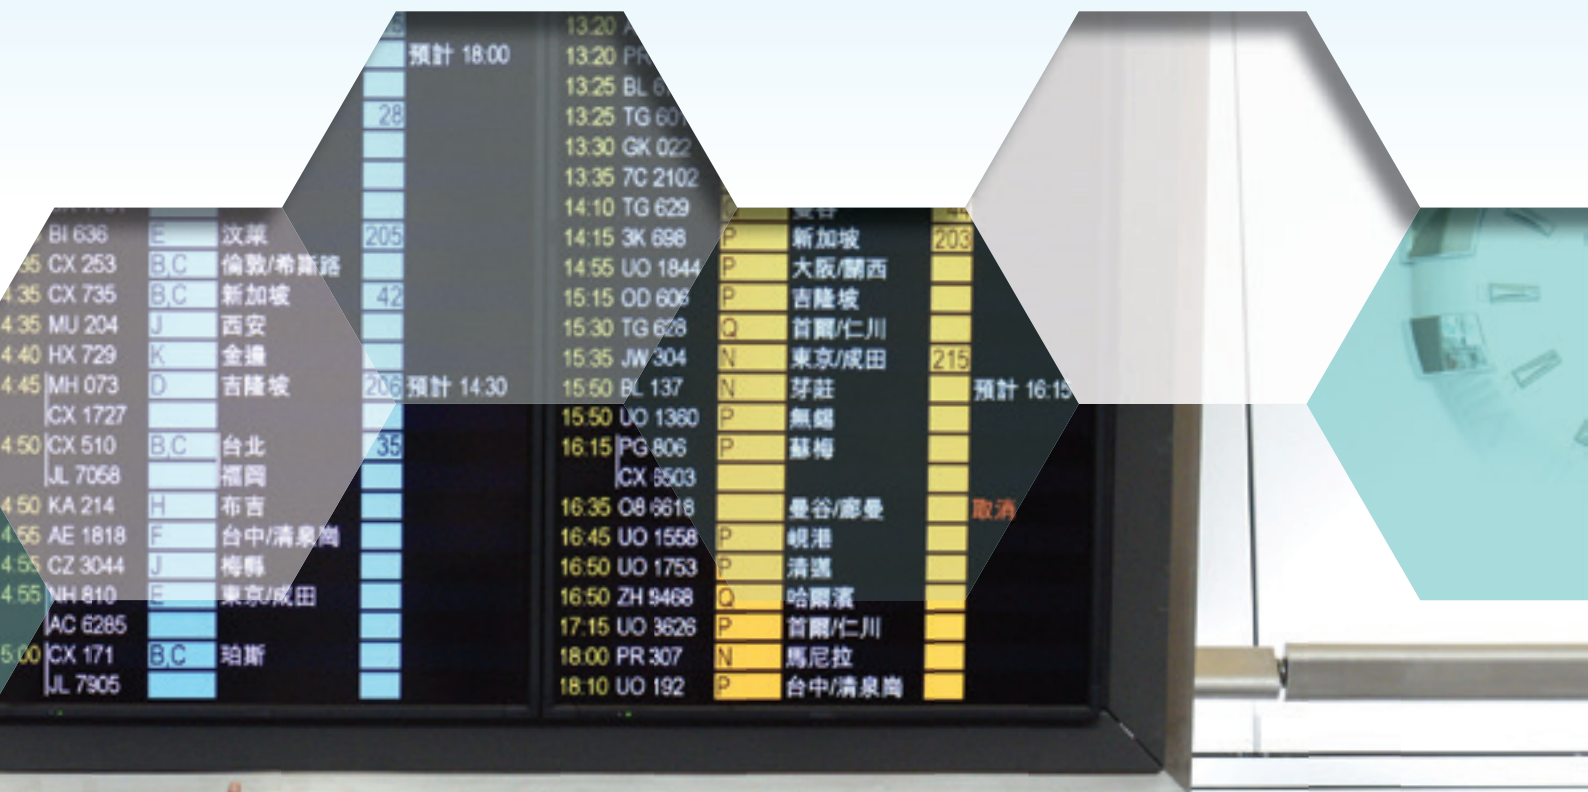 預計 18:00
28
BI 636 E 汶萊 205
35 CX 253 B,C 倫敦/希斯路
4:35 CX 735 B,C 新加坡 42
4:35 MU 204 J 西安
4:40 HX 729 K 金邊
4:45 MH 073 D 吉隆坡 206 預計 14:30
CX 1727
4:50 CX 510 B,C 台北 35
JL 7058 福岡
4:50 KA 214 H 布吉
4:55 AE 1818 F 台中/清泉崗
4:55 CZ 3044 J 梅縣
4:55 NH 810 E 東京/成田
AC 6285
5:00 CX 171 B,C 珀斯
JL 7905
13:20
13:20 PR
13:25 BL
13:25 TG 601
13:30 GK 022
13:35 7C 2102
14:10 TG 629 曼谷 44
14:15 3K 698 P 新加坡 203
14:55 UO 1844 P 大阪/關西
15:15 OD 606 P 吉隆坡
15:30 TG 628 Q 首爾/仁川
15:35 JW 304 N 東京/成田 215
15:50 BL 137 N 芽莊 預計 16:15
15:50 UO 1360 P 無錫
16:15 PG 806 P 蘇梅
CX 6503
16:35 O8 6618 曼谷/廊曼 取消
16:45 UO 1558 P 峴港
16:50 UO 1753 P 清邁
16:50 ZH 9468 Q 哈爾濱
17:15 UO 3626 P 首爾/仁川
18:00 PR 307 N 馬尼拉
18:10 UO 192 P 台中/清泉崗